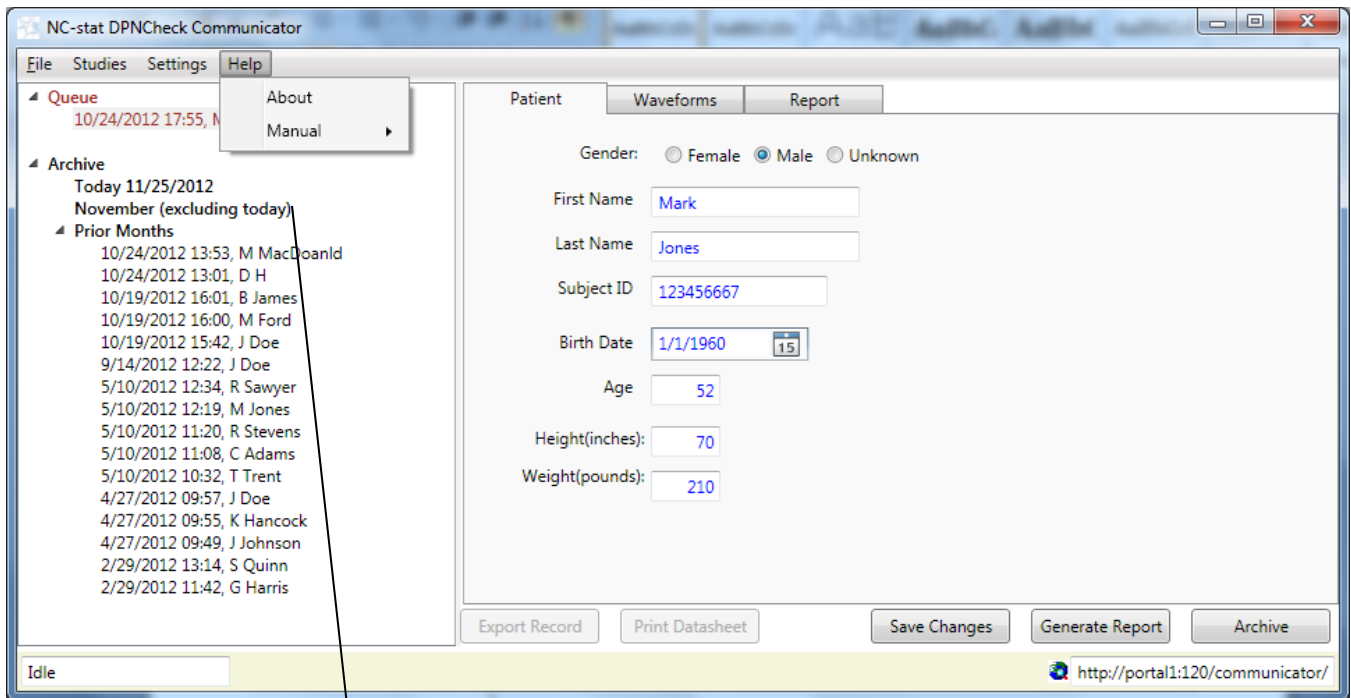 NC-stat DPNCheck Communicator
File Studies Settings Help
About
Manual
Queue
10/24/2012 17:55, M
Archive
Today 11/25/2012
November (excluding today)
Prior Months
10/24/2012 13:53, M MacDoanld
10/24/2012 13:01, D H
10/19/2012 16:01, B James
10/19/2012 16:00, M Ford
10/19/2012 15:42, J Doe
9/14/2012 12:22, J Doe
5/10/2012 12:34, R Sawyer
5/10/2012 12:19, M Jones
5/10/2012 11:20, R Stevens
5/10/2012 11:08, C Adams
5/10/2012 10:32, T Trent
4/27/2012 09:57, J Doe
4/27/2012 09:55, K Hancock
4/27/2012 09:49, J Johnson
2/29/2012 13:14, S Quinn
2/29/2012 11:42, G Harris
Patient Waveforms Report
Gender: Female Male Unknown
First Name Mark
Last Name Jones
Subject ID 123456667
Birth Date 1/1/1960 15
Age 52
Height(inches): 70
Weight(pounds): 210
Export Record Print Datasheet Save Changes Generate Report Archive
Idle http://portal1:120/communicator/